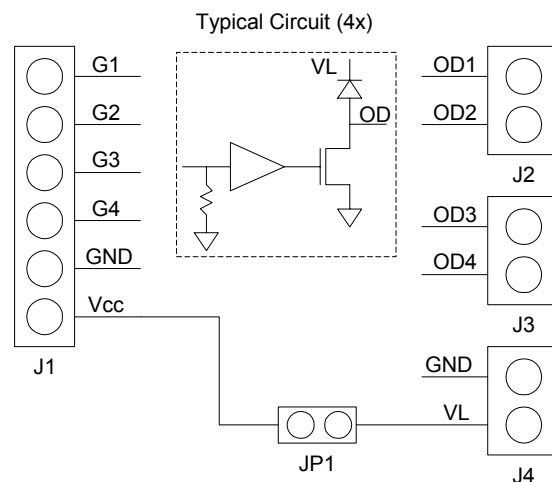 Typical Circuit (4x)
G1
G2
G3
G4
GND
Vcc
J1
VL
OD
OD1
OD2
J2
OD3
OD4
J3
GND
VL
J4
JP1